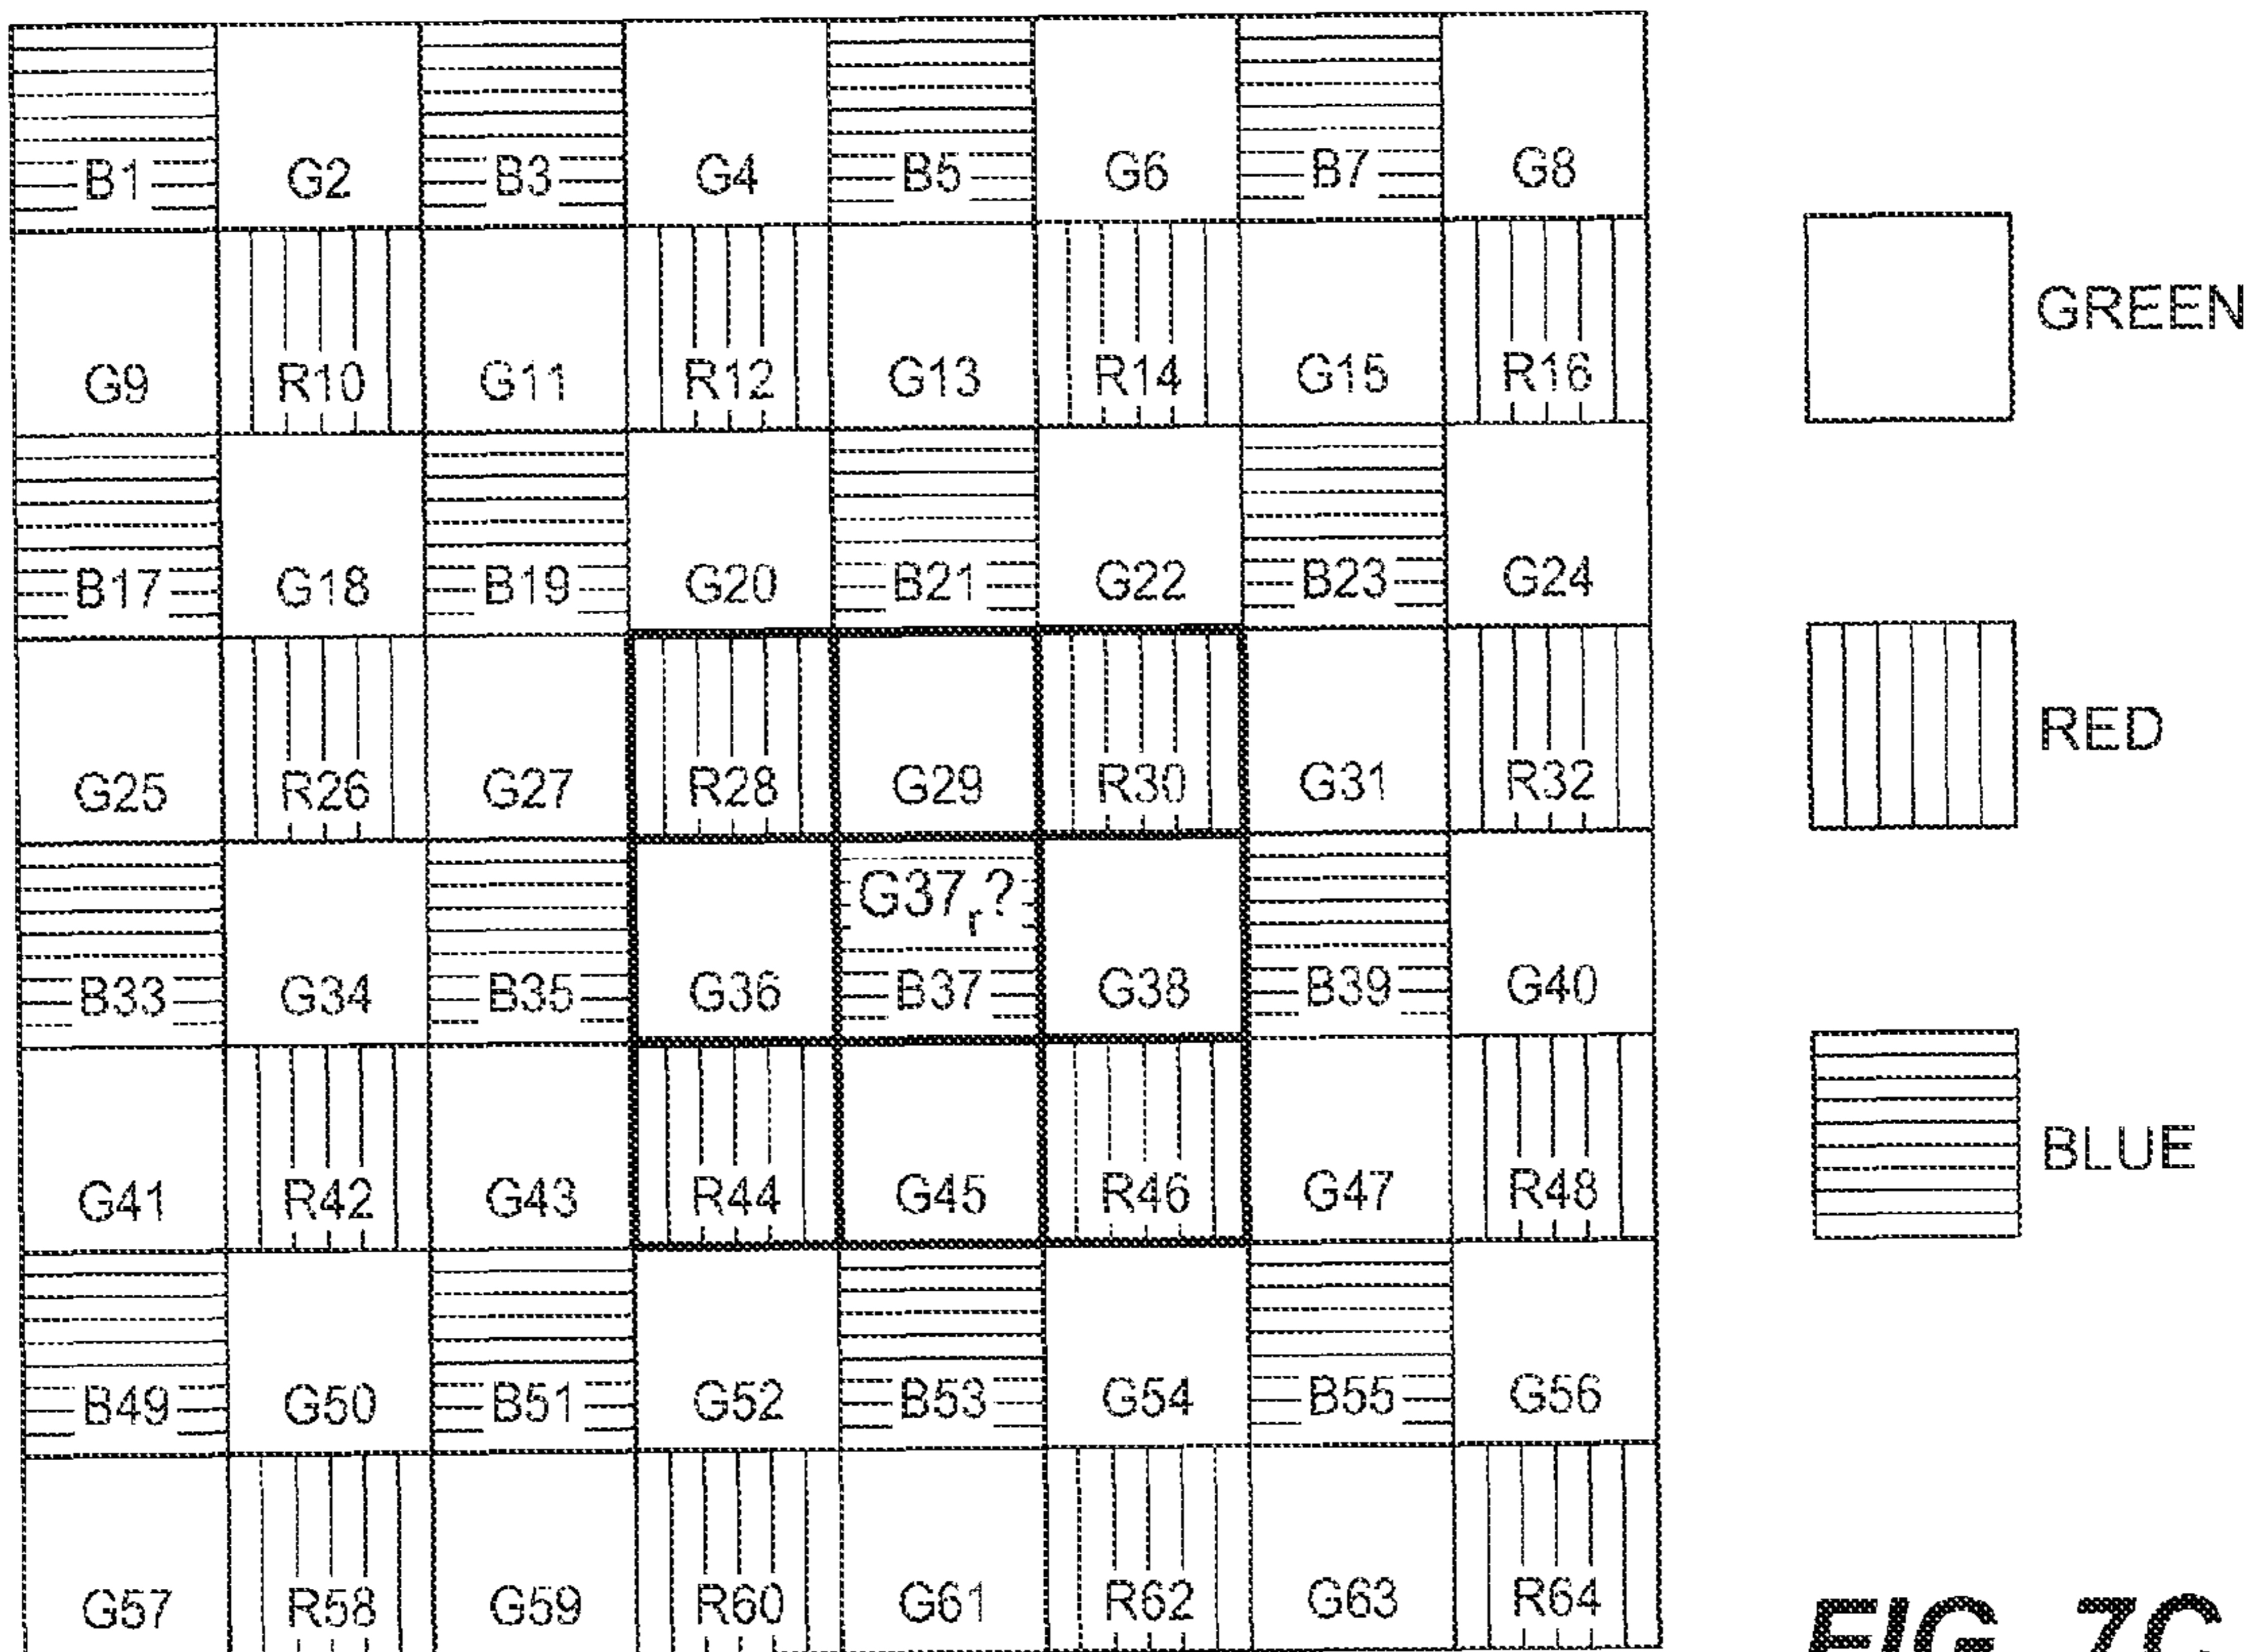 B1 G2 B3 G4 B5 G6 B7 G8
G9 R10 G11 R12 G13 R14 G15 R16
GREEN
B17 G18 B19 G20 B21 G22 B23 G24
G25 R26 G27 R28 G29 R30 G31 R32
RED
G37r?
B33 G34 B35 G36 B37 G38 B39 G40
G41 R42 G43 R44 G45 R46 G47 R48
BLUE
B49 G50 B51 G52 B53 G54 B55 G56
G57 R58 G59 R60 G61 R62 G63 R64
FIG. 7C